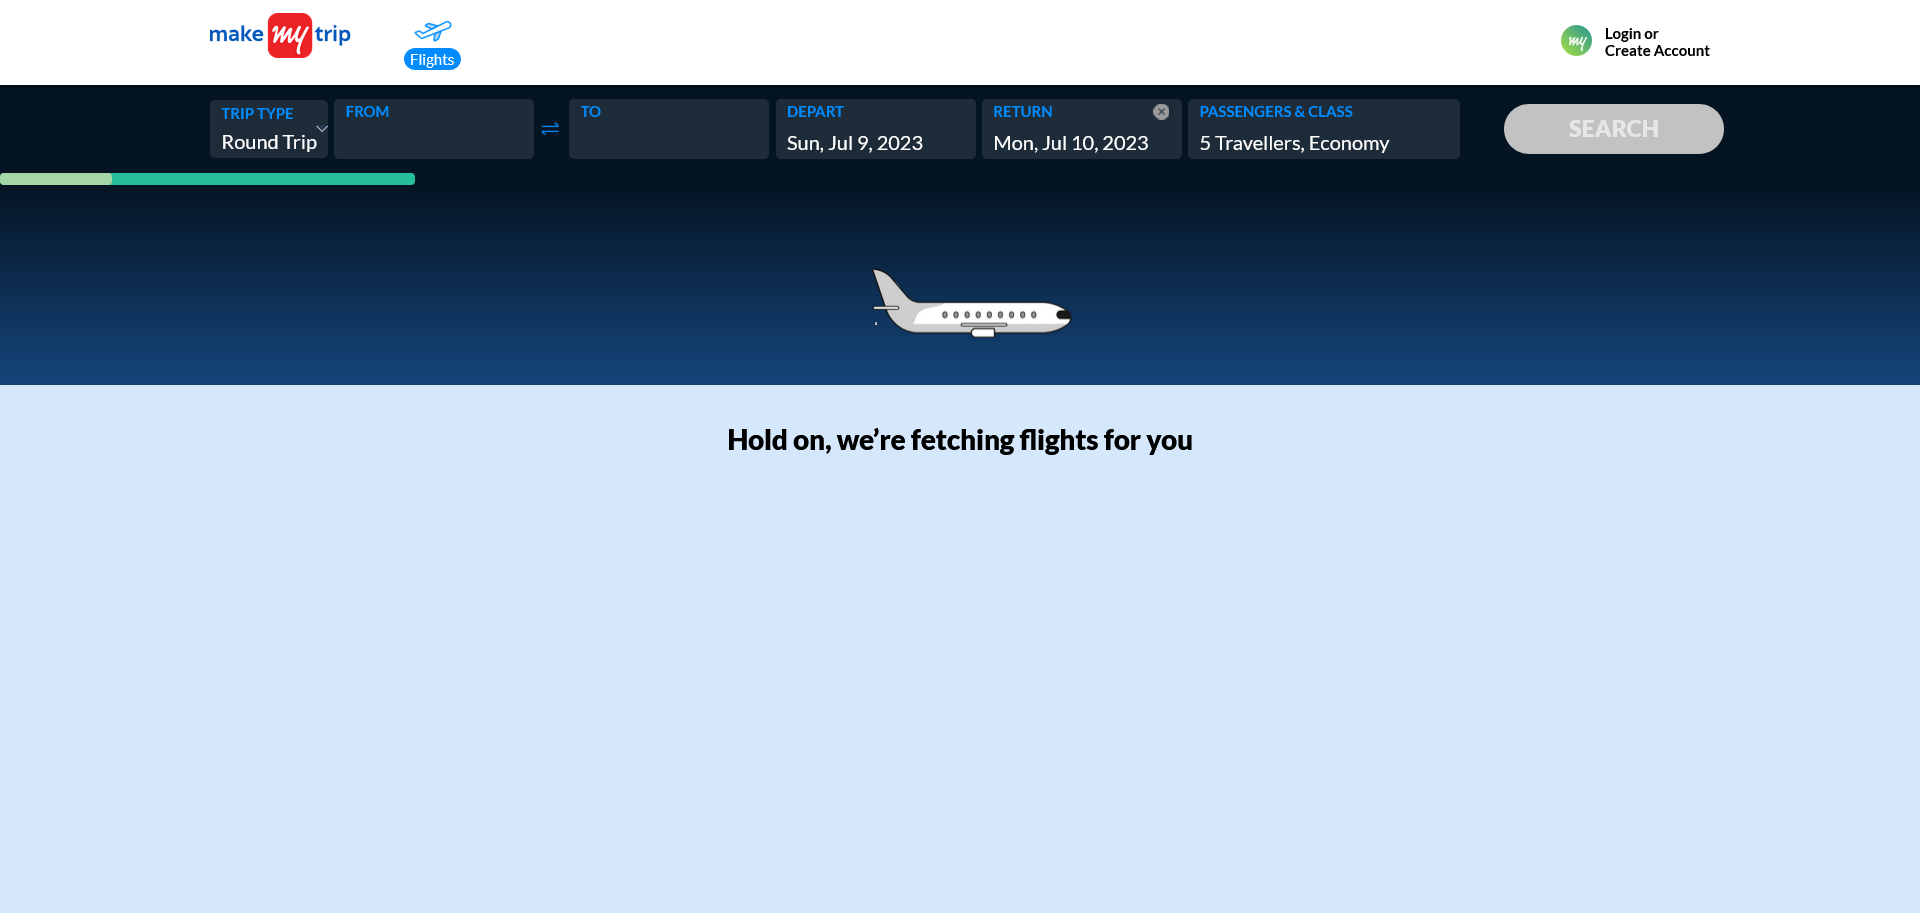 make my trip
Flights
my
Login or
Create Account
TRIP TYPE
Round Trip
FROM
TO
DEPART
Sun, Jul 9, 2023
RETURN
Mon, Jul 10, 2023
PASSENGERS & CLASS
5 Travellers, Economy
SEARCH
Hold on, we’re fetching flights for you